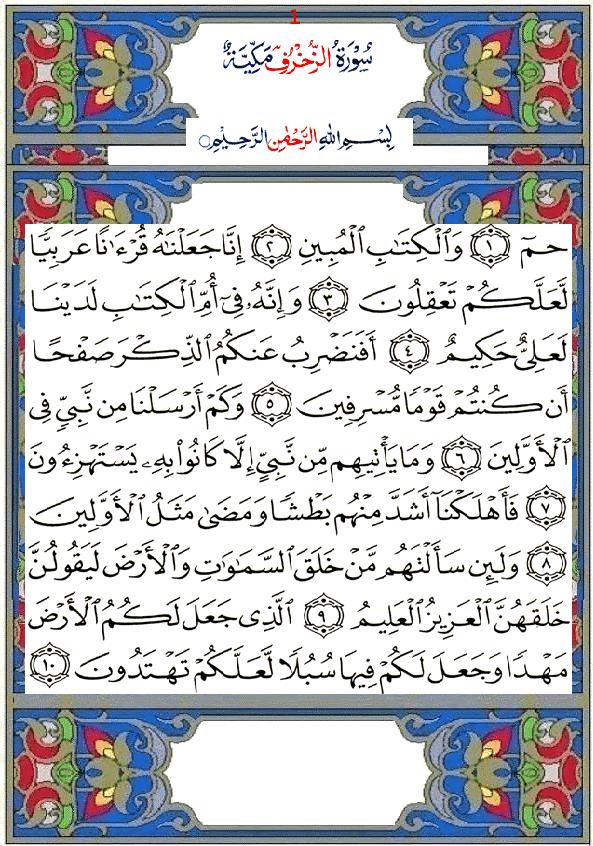 1
سُورَةُ الزُّخْرُفِ مَكِّيَّةٌ
بِسْمِ اللهِ الرَّحْمٰنِ الرَّحِيْمِ
حمٓ ١ وَٱلْكِتَٰبِ ٱلْمُبِينِ ٢ إِنَّا جَعَلْنَٰهُ قُرْءَٰنًا عَرَبِيًّا
لَّعَلَّكُمْ تَعْقِلُونَ ٣ وَإِنَّهُۥ فِىٓ أُمِّ ٱلْكِتَٰبِ لَدَيْنَا
لَعَلِىٌّ حَكِيمٌ ٤ أَفَنَضْرِبُ عَنكُمُ ٱلذِّكْرَ صَفْحًا
أَن كُنتُمْ قَوْمًا مُّسْرِفِينَ ٥ وَكَمْ أَرْسَلْنَا مِن نَّبِىٍّ فِى
ٱلْأَوَّلِينَ ٦ وَمَا يَأْتِيهِم مِّن نَّبِىٍّ إِلَّا كَانُوا۟ بِهِۦ يَسْتَهْزِءُونَ
٧ فَأَهْلَكْنَآ أَشَدَّ مِنْهُم بَطْشًا وَمَضَىٰ مَثَلُ ٱلْأَوَّلِينَ
٨ وَلَئِن سَأَلْتَهُم مَّنْ خَلَقَ ٱلسَّمَٰوَٰتِ وَٱلْأَرْضَ لَيَقُولُنَّ
خَلَقَهُنَّ ٱلْعَزِيزُ ٱلْعَلِيمُ ٩ ٱلَّذِى جَعَلَ لَكُمُ ٱلْأَرْضَ
مَهْدًا وَجَعَلَ لَكُمْ فِيهَا سُبُلًا لَّعَلَّكُمْ تَهْتَدُونَ ١٠